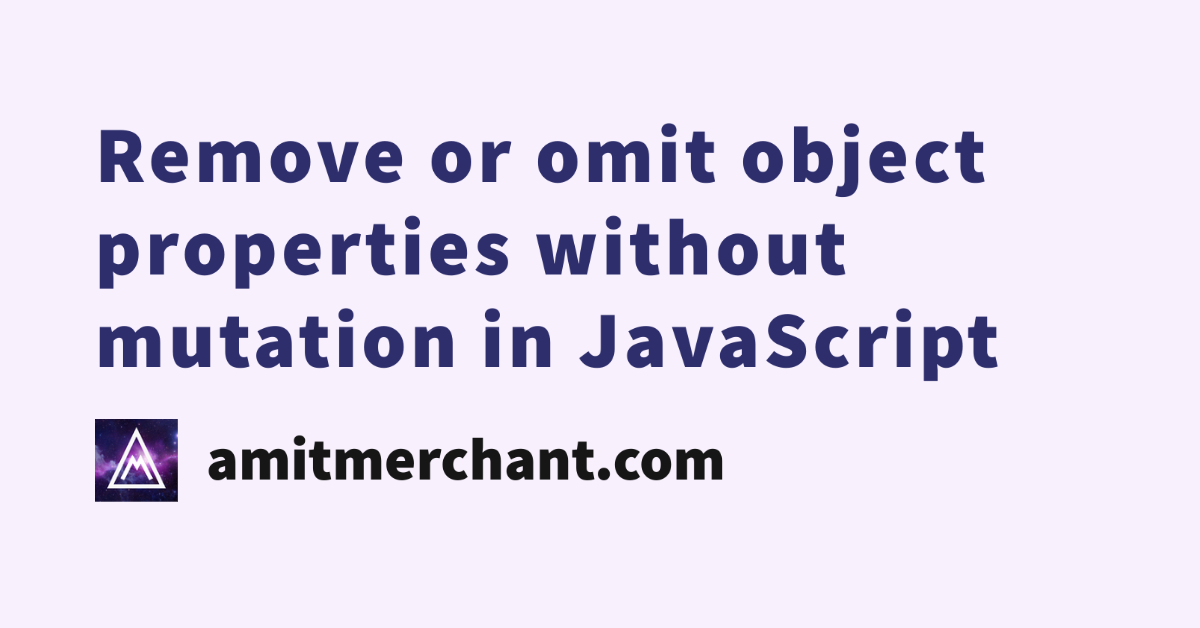 Remove or omit object
properties without
mutation in JavaScript
amitmerchant.com